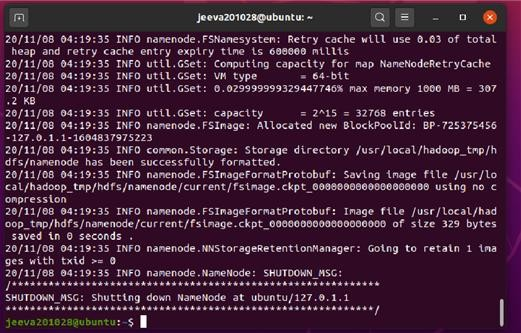 jeeva201028@ubuntu: ~
20/11/08 04:19:35 INFO namenode.FSNamesystem: Retry cache will use 0.03 of total
 heap and retry cache entry expiry time is 600000 millis
20/11/08 04:19:35 INFO util.GSet: Computing capacity for map NameNodeRetryCache
20/11/08 04:19:35 INFO util.GSet: VM type       = 64-bit
20/11/08 04:19:35 INFO util.GSet: 0.029999999329447746% max memory 1000 MB = 307
.2 KB
20/11/08 04:19:35 INFO util.GSet: capacity      = 2^15 = 32768 entries
20/11/08 04:19:35 INFO namenode.FSImage: Allocated new BlockPoolId: BP-725375456
-127.0.1.1-1604837975223
20/11/08 04:19:35 INFO common.Storage: Storage directory /usr/local/hadoop_tmp/h
dfs/namenode has been successfully formatted.
20/11/08 04:19:35 INFO namenode.FSImageFormatProtobuf: Saving image file /usr/lo
cal/hadoop_tmp/hdfs/namenode/current/fsimage.ckpt_0000000000000000000 using no c
ompression
20/11/08 04:19:35 INFO namenode.FSImageFormatProtobuf: Image file /usr/local/had
oop_tmp/hdfs/namenode/current/fsimage.ckpt_0000000000000000000 of size 329 bytes
 saved in 0 seconds .
20/11/08 04:19:35 INFO namenode.NNStorageRetentionManager: Going to retain 1 ima
ges with txid >= 0
20/11/08 04:19:35 INFO namenode.NameNode: SHUTDOWN_MSG:
/************************************************************
SHUTDOWN_MSG: Shutting down NameNode at ubuntu/127.0.1.1
************************************************************/
jeeva201028@ubuntu:~$